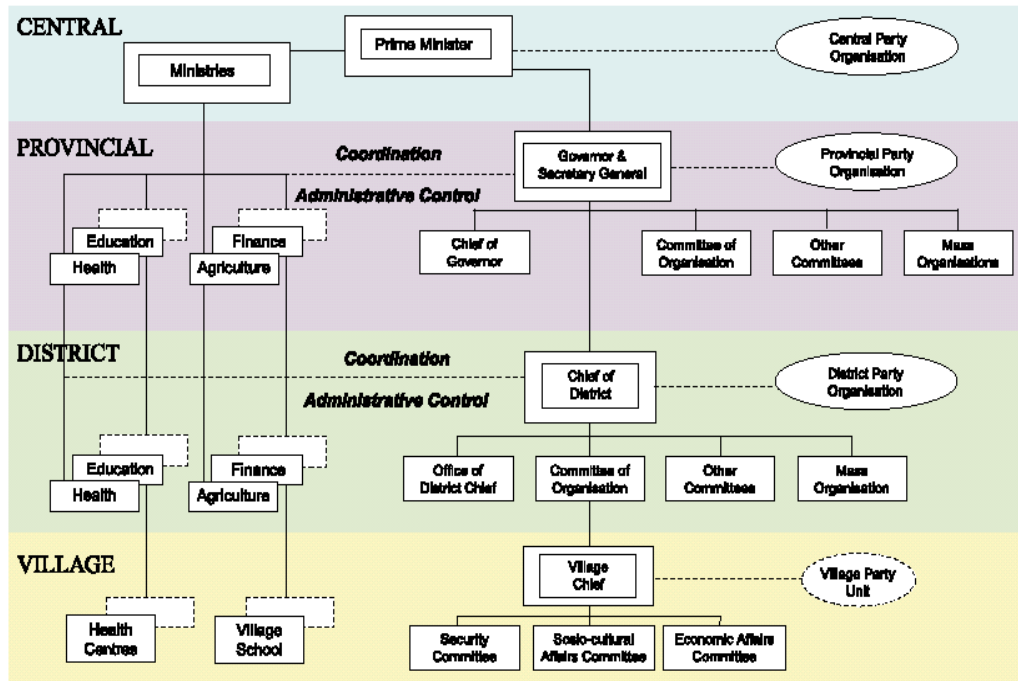 CENTRAL
Prime Minister
Ministries
Central Party
Organisation
PROVINCIAL
Coordination
Administrative Control
Governor &
Secretary General
Provincial Party
Organisation
Education
Health
Finance
Agriculture
Chief of
Governor
Committee of
Organisation
Other
Committees
Mass
Organisations
DISTRICT
Coordination
Administrative Control
Chief of
District
District Party
Organisation
Education
Health
Finance
Agriculture
Office of
District Chief
Committee of
Organisation
Other
Committees
Mass
Organisation
VILLAGE
Village
Chief
Village Party
Unit
Health
Centres
Village
School
Security
Committee
Socio-cultural
Affairs Committee
Economic Affairs
Committee